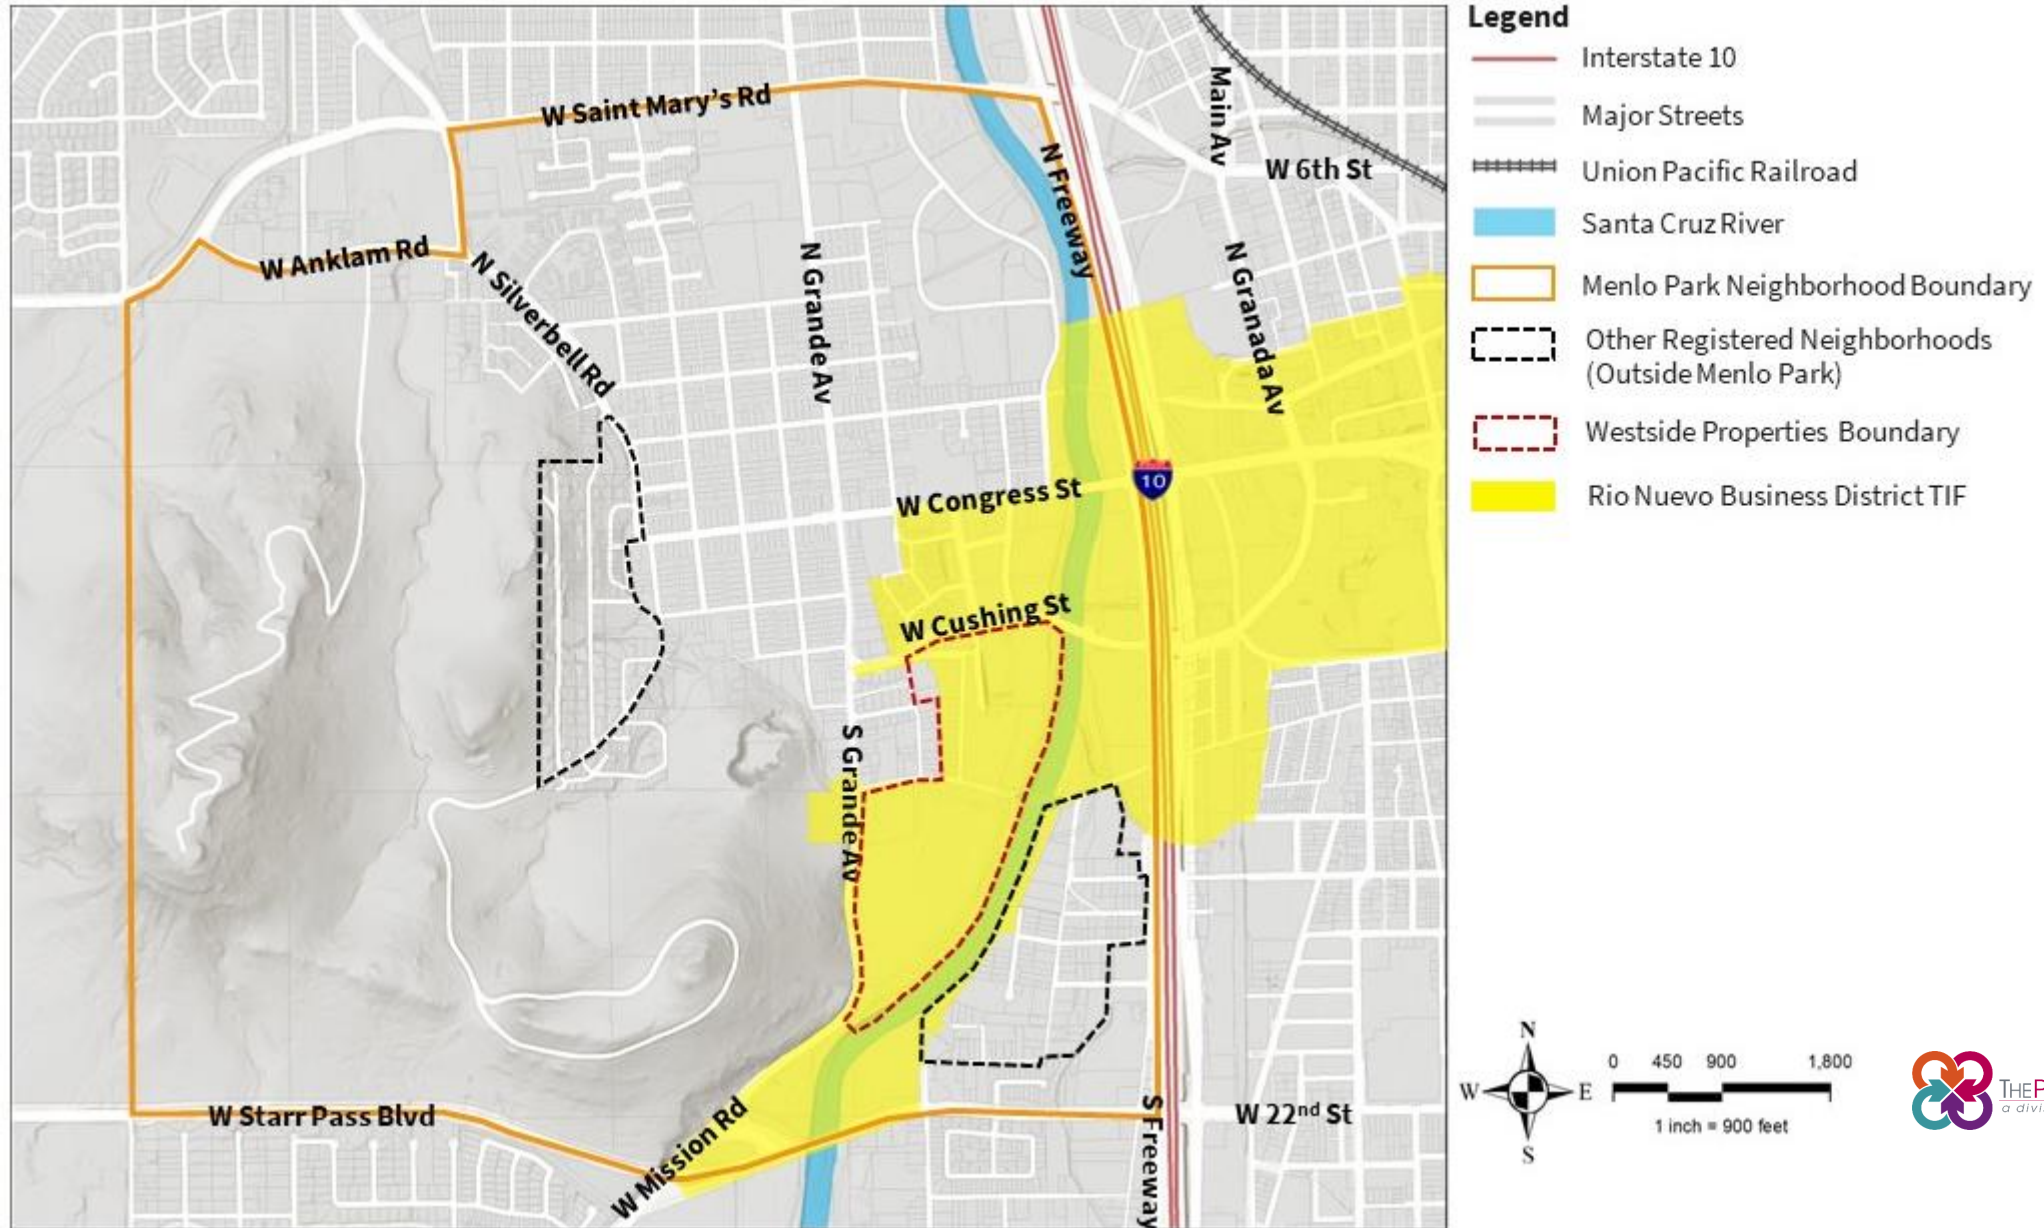 Legend
Interstate 10
Major Streets
Union Pacific Railroad
Santa Cruz River
Menlo Park Neighborhood Boundary
Other Registered Neighborhoods
(Outside Menlo Park)
Westside Properties Boundary
Rio Nuevo Business District TIF
W Saint Mary's Rd
Main Av
W 6th St
N Freeway
W Anklam Rd
N Silverbell Rd
N Grande Av
N Granada Av
W Congress St
10
W Cushing St
S Grande Av
W Starr Pass Blvd
W Mission Rd
S Freeway
W 22nd St
N
W
E
S
0 450 900 1,800
1 inch = 900 feet